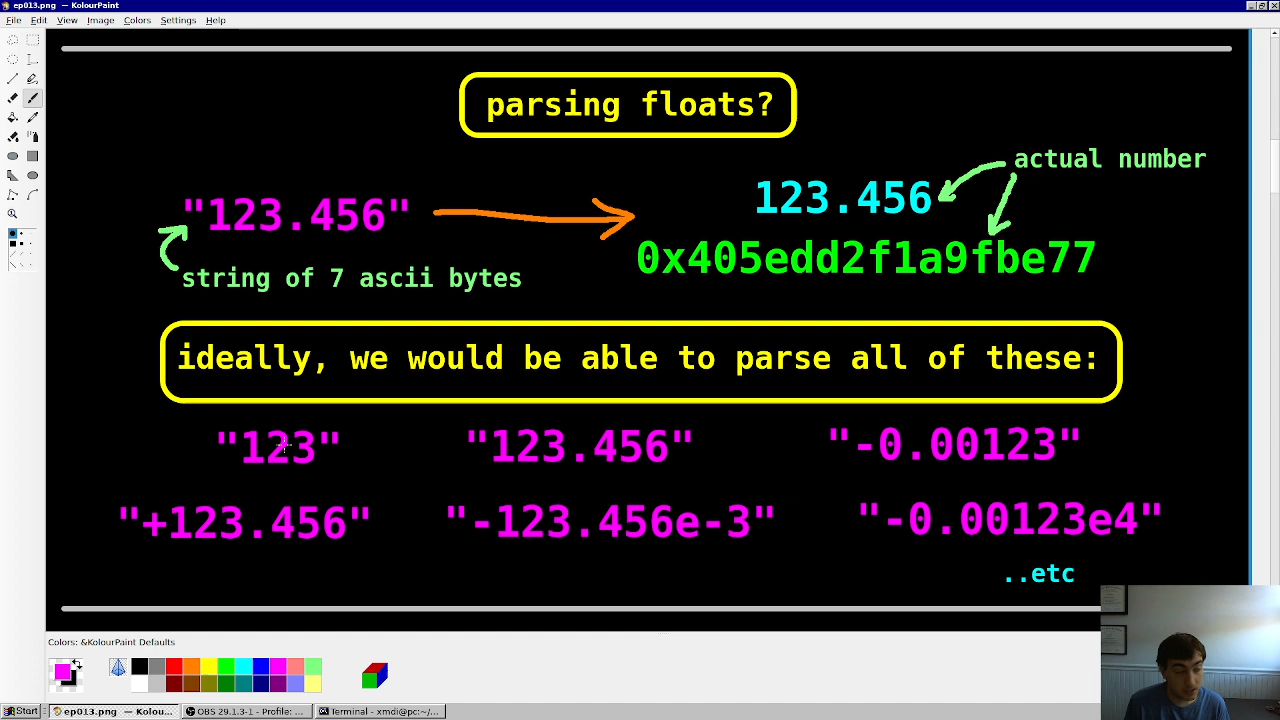 ep013.png — KolourPaint
File Edit View Image Colors Settings Help
parsing floats?
actual number
"123.456"
123.456
0x405edd2f1a9fbe77
string of 7 ascii bytes
ideally, we would be able to parse all of these:
"123" "123.456" "-0.00123"
"+123.456" "-123.456e-3" "-0.00123e4"
..etc
Colors: &KolourPaint Defaults
Start ep013.png — Kolou... OBS 29.1.3-1 - Profile: ... Terminal - xmdi@pc:~/...